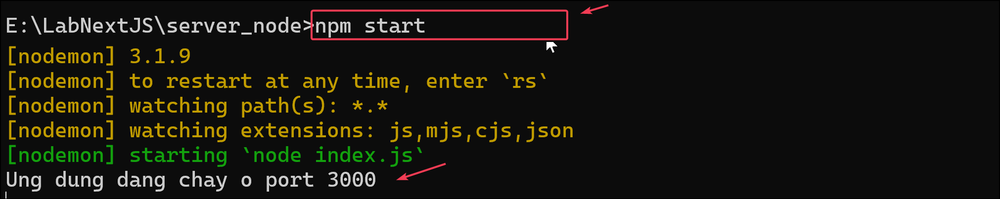 E:\LabNextJS\server_node>npm start
[nodemon] 3.1.9
[nodemon] to restart at any time, enter `rs`
[nodemon] watching path(s): *.*
[nodemon] watching extensions: js,mjs,cjs,json
[nodemon] starting `node index.js`
Ung dung dang chay o port 3000